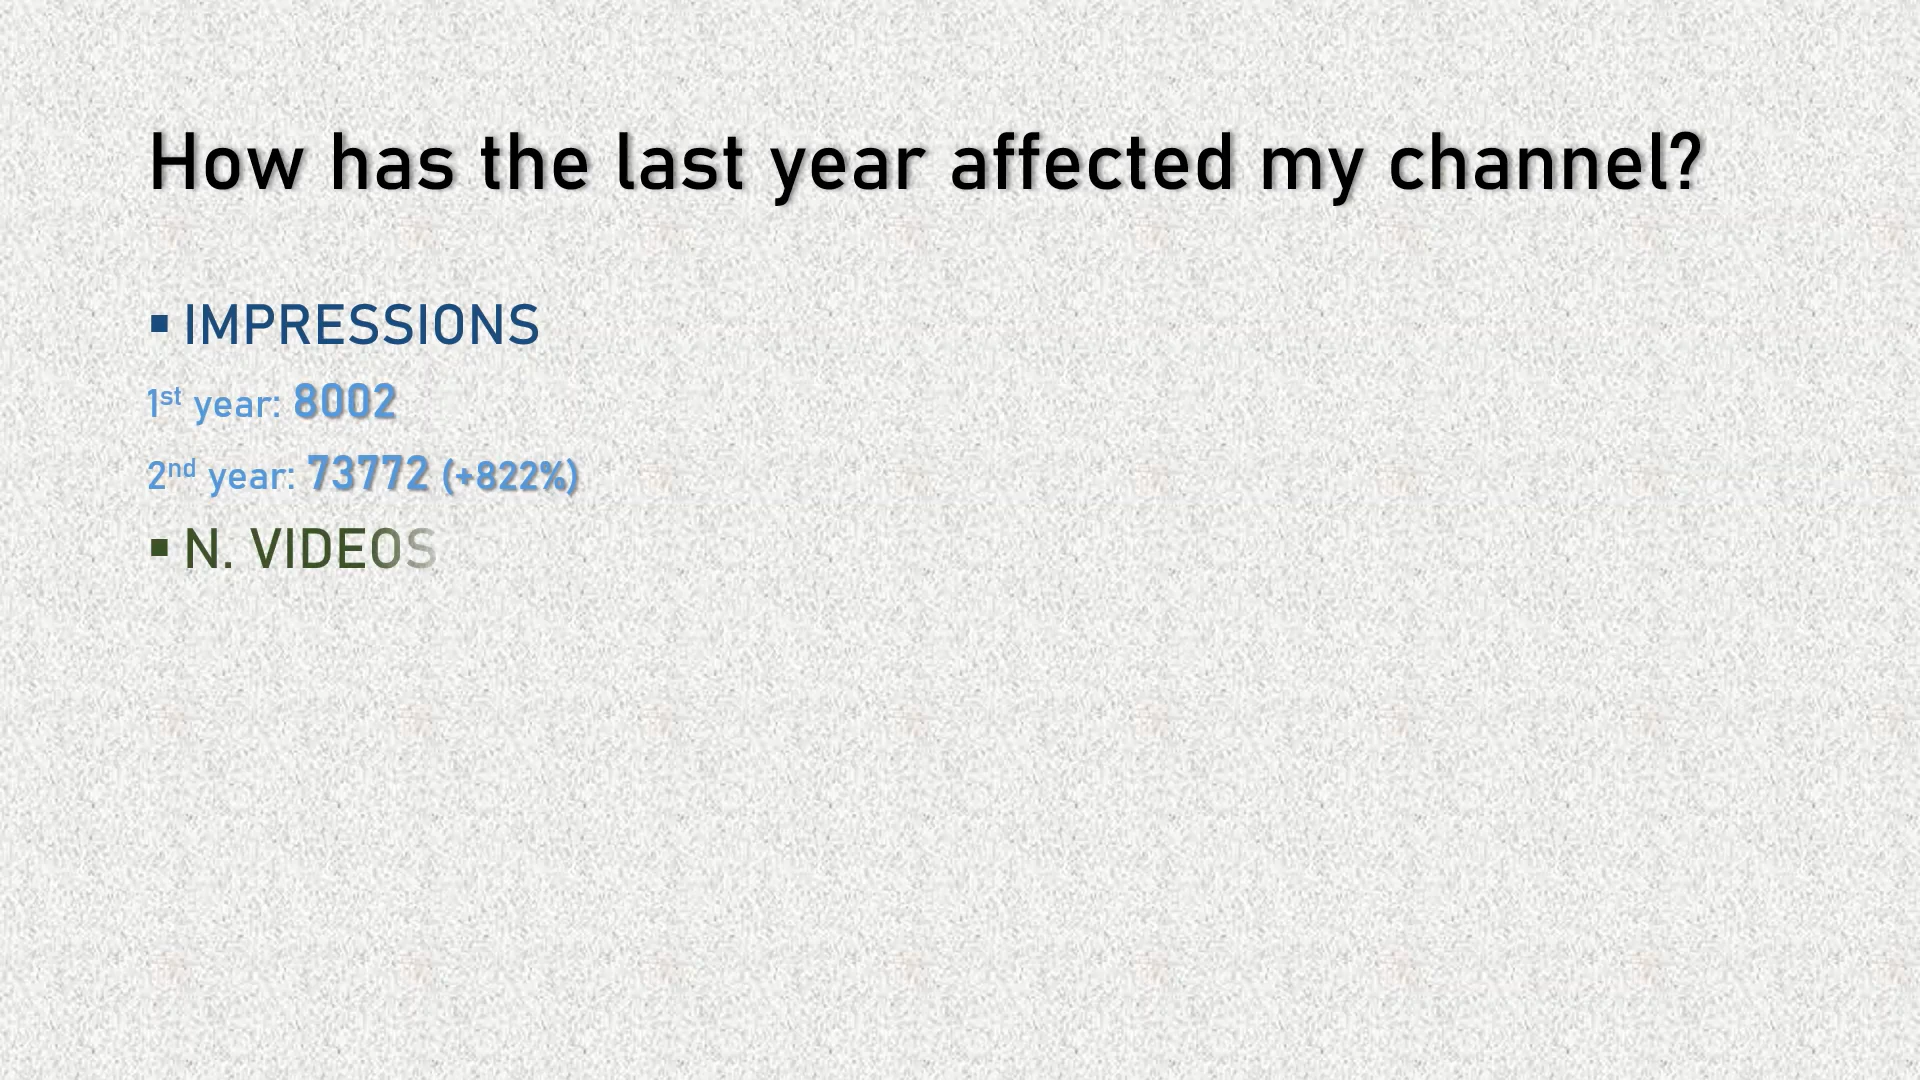 How has the last year affected my channel?
▪ IMPRESSIONS
1st year: 8002
2nd year: 73772 (+822%)
▪ N. VIDEOS